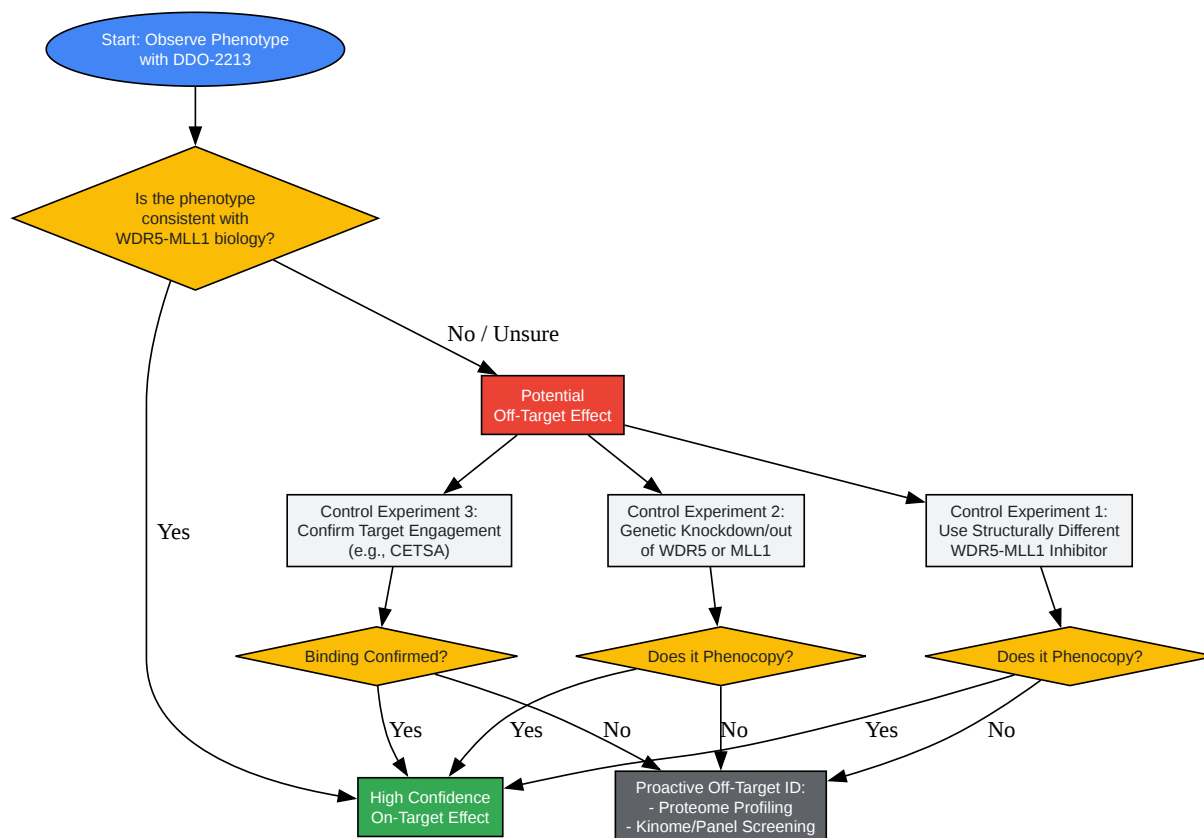 Start: Observe Phenotype
with DDO-2213
Is the phenotype
consistent with
WDR5-MLL1 biology?
No / Unsure
Potential
Off-Target Effect
Yes
Control Experiment 3:
Confirm Target Engagement
(e.g., CETSA)
Control Experiment 2:
Genetic Knockdown/out
of WDR5 or MLL1
Control Experiment 1:
Use Structurally Different
WDR5-MLL1 Inhibitor
Binding Confirmed?
Does it Phenocopy?
Does it Phenocopy?
Yes
Yes
No
No
Yes
No
High Confidence
On-Target Effect
Proactive Off-Target ID:
- Proteome Profiling
- Kinome/Panel Screening